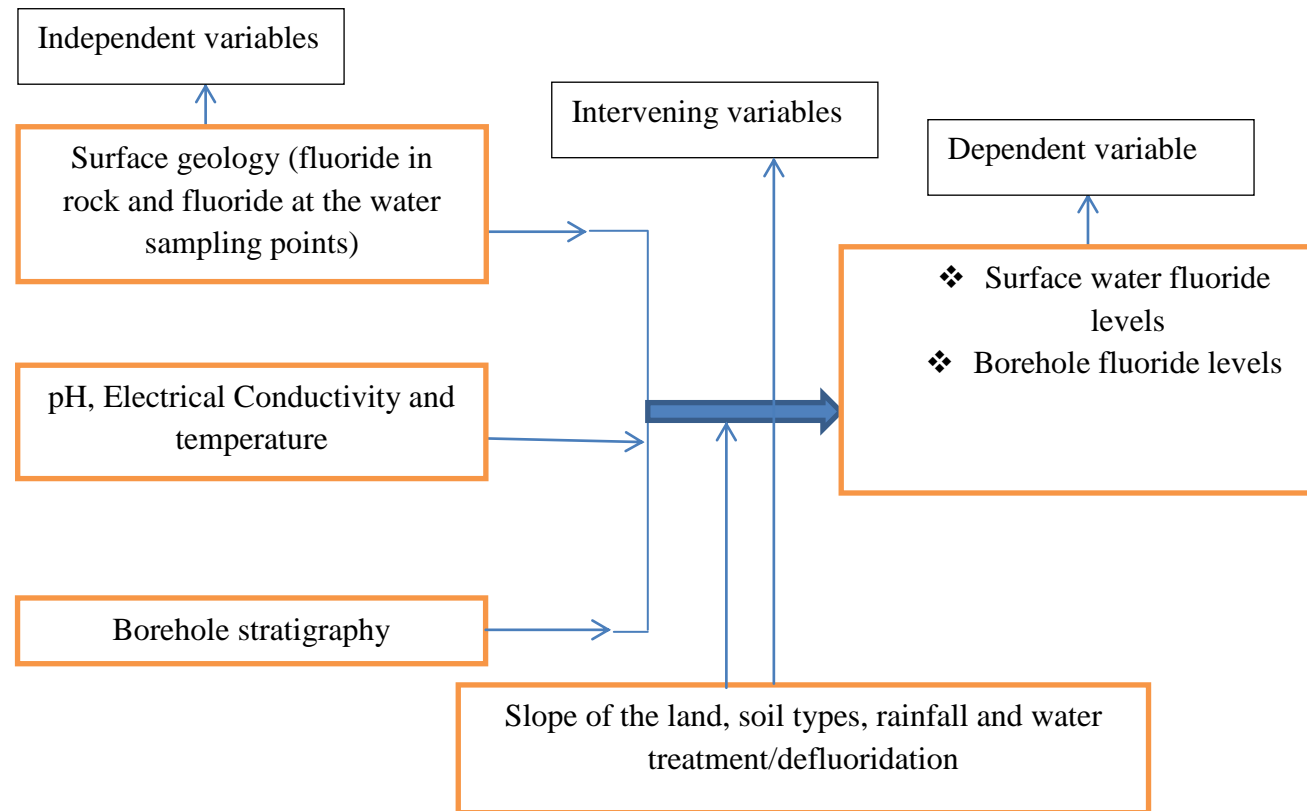 Independent variables
Intervening variables
Dependent variable
Surface geology (fluoride in
rock and fluoride at the water
sampling points)
❖ Surface water fluoride
levels
❖ Borehole fluoride levels
pH, Electrical Conductivity and
temperature
Borehole stratigraphy
Slope of the land, soil types, rainfall and water
treatment/defluoridation